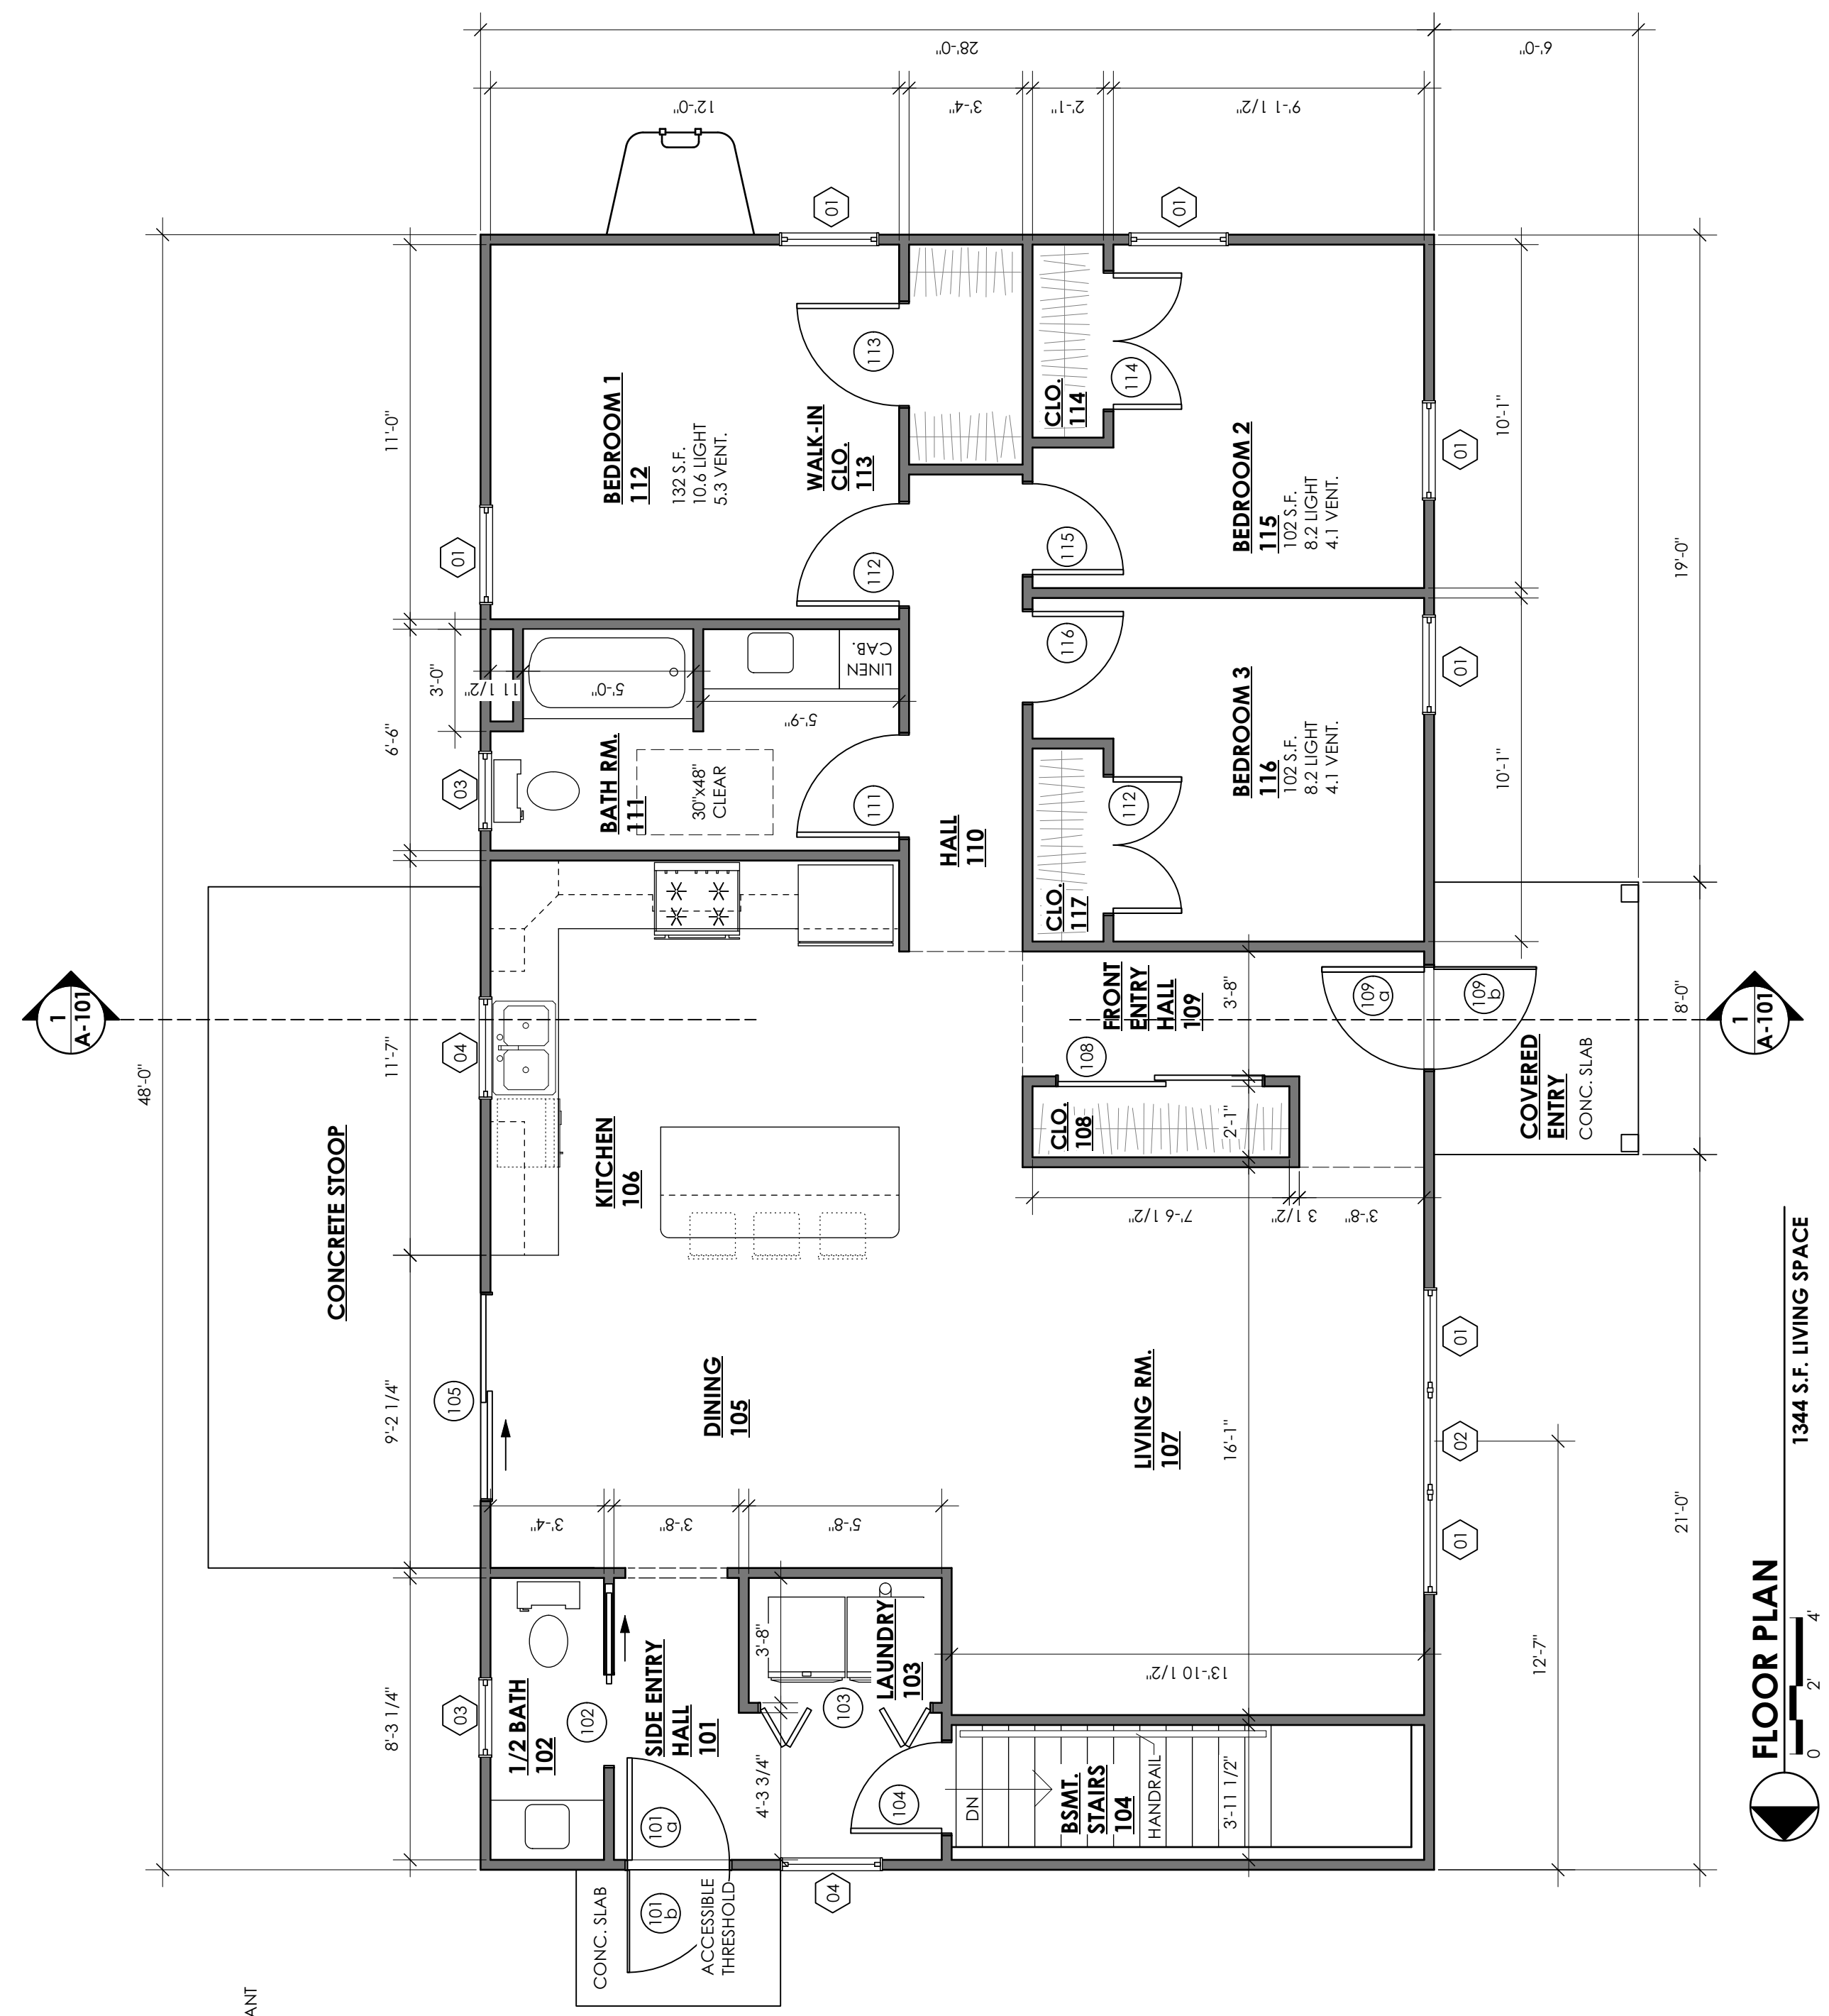 ANT
1
A-101
48'-0"
CONCRETE STOOP
8'-3 1/4"
9'-2 1/4"
11'-7"
6'-6"
11'-0"
3'-0"
03
105
04
03
01
CONC. SLAB
101
b
ACCESSIBLE
THRESHOLD
1/2 BATH
102
102
SIDE ENTRY
HALL
101
101
a
3'-4"
3'-8"
5'-8"
4'-3 3/4"
3'-8"
LAUNDRY
103
103
104
04
DINING
105
KITCHEN
106
BATH RM.
111
30"x48"
CLEAR
111
11 1/2"
5'-0"
5'-9"
LINEN
CAB.
BEDROOM 1
112
132 S.F.
10.6 LIGHT
5.3 VENT.
WALK-IN
CLO.
113
112
113
01
12'-0"
3'-4"
2'-1"
9'-1 1/2"
28'-0"
6'-0"
HALL
110
DN
BSMT.
STAIRS
104
HANDRAIL
3'-11 1/2"
13'-10 1/2"
LIVING RM.
107
16'-1"
CLO.
108
108
2'-1"
7'-6 1/2"
3 1/2"
3'-8"
FRONT
ENTRY
HALL
109
3'-8"
109
a
109
b
CLO.
117
112
116
BEDROOM 3
116
102 S.F.
8.2 LIGHT
4.1 VENT.
115
CLO.
114
114
BEDROOM 2
115
102 S.F.
8.2 LIGHT
4.1 VENT.
01
01
02
01
01
01
COVERED
ENTRY
CONC. SLAB
10'-1"
10'-1"
12'-7"
21'-0"
8'-0"
19'-0"
1
A-101
FLOOR PLAN
1344 S.F. LIVING SPACE
0
2'
4'